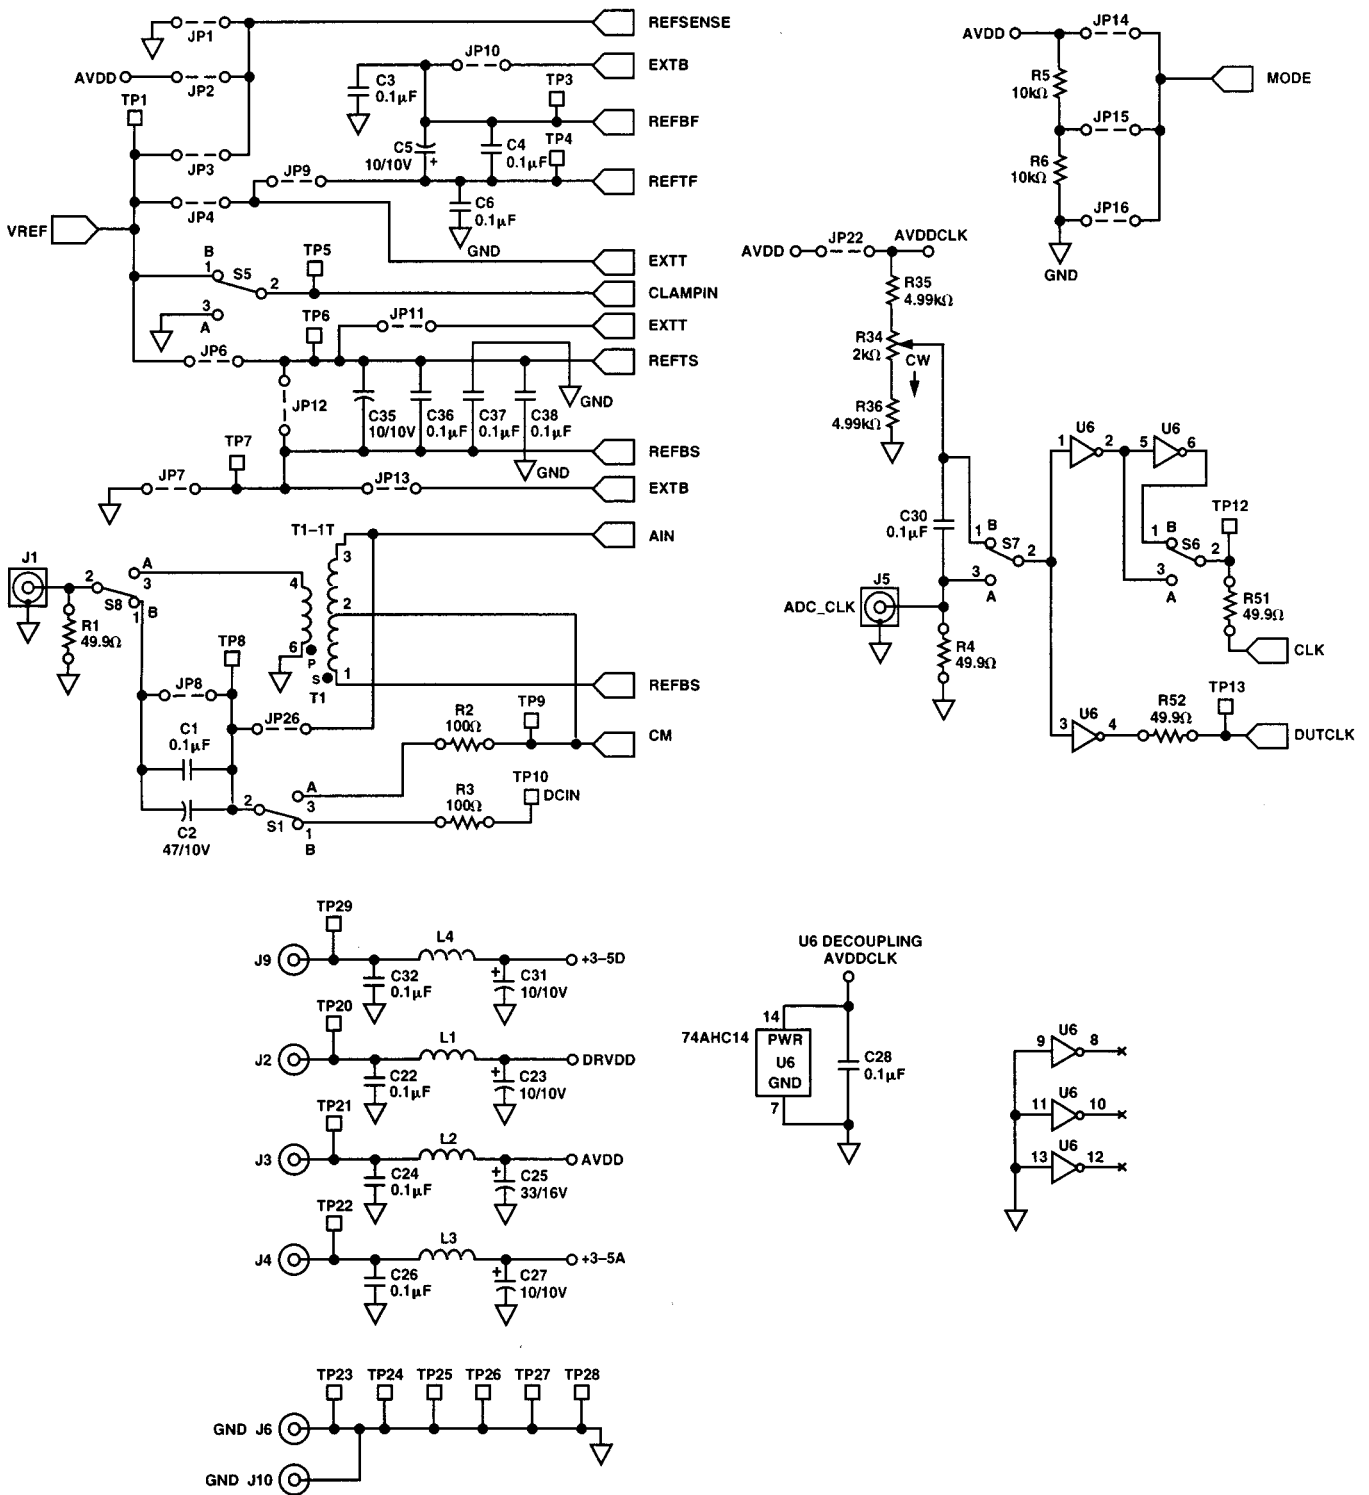 JP1
REFSENSE
AVDD
JP2
TP1
JP3
JP4
VREF
JP10
EXTB
C3
0.1µF
TP3
REFBF
C5
10/10V
+
C4
0.1µF
TP4
JP9
REFTF
C6
0.1µF
GND
EXTT
B
1
S5
2
TP5
CLAMPIN
3
A
TP6
JP11
EXTT
JP6
REFTS
JP12
C35
10/10V
C36
0.1µF
C37
0.1µF
C38
0.1µF
GND
TP7
REFBS
GND
JP7
JP13
EXTB
T1–1T
AIN
J1
2
A
3
S8
1
B
R1
49.9Ω
4
3
2
6
P
S
1
T1
TP8
REFBS
JP8
JP26
C1
0.1µF
R2
100Ω
TP9
CM
A
3
2
S1
1
B
R3
100Ω
TP10
DCIN
C2
47/10V
AVDD
JP14
MODE
R5
10kΩ
JP15
R6
10kΩ
JP16
GND
AVDD
JP22
AVDDCLK
R35
4.99kΩ
R34
2kΩ
CW
R36
4.99kΩ
C30
0.1µF
1
B
S7
2
3
A
J5
ADC_CLK
R4
49.9Ω
U6
1
2
U6
5
6
1
B
S6
2
3
A
TP12
R51
49.9Ω
CLK
U6
3
4
R52
49.9Ω
TP13
DUTCLK
TP29
J9
L4
+3–5D
C32
0.1µF
+
C31
10/10V
TP20
J2
L1
DRVDD
C22
0.1µF
+
C23
10/10V
TP21
J3
L2
AVDD
C24
0.1µF
+
C25
33/16V
TP22
J4
L3
+3–5A
C26
0.1µF
+
C27
10/10V
U6 DECOUPLING
AVDDCLK
14
74AHC14
PWR
U6
GND
7
C28
0.1µF
U6
9
8
U6
11
10
U6
13
12
TP23 TP24 TP25 TP26 TP27 TP28
GND J6
GND J10